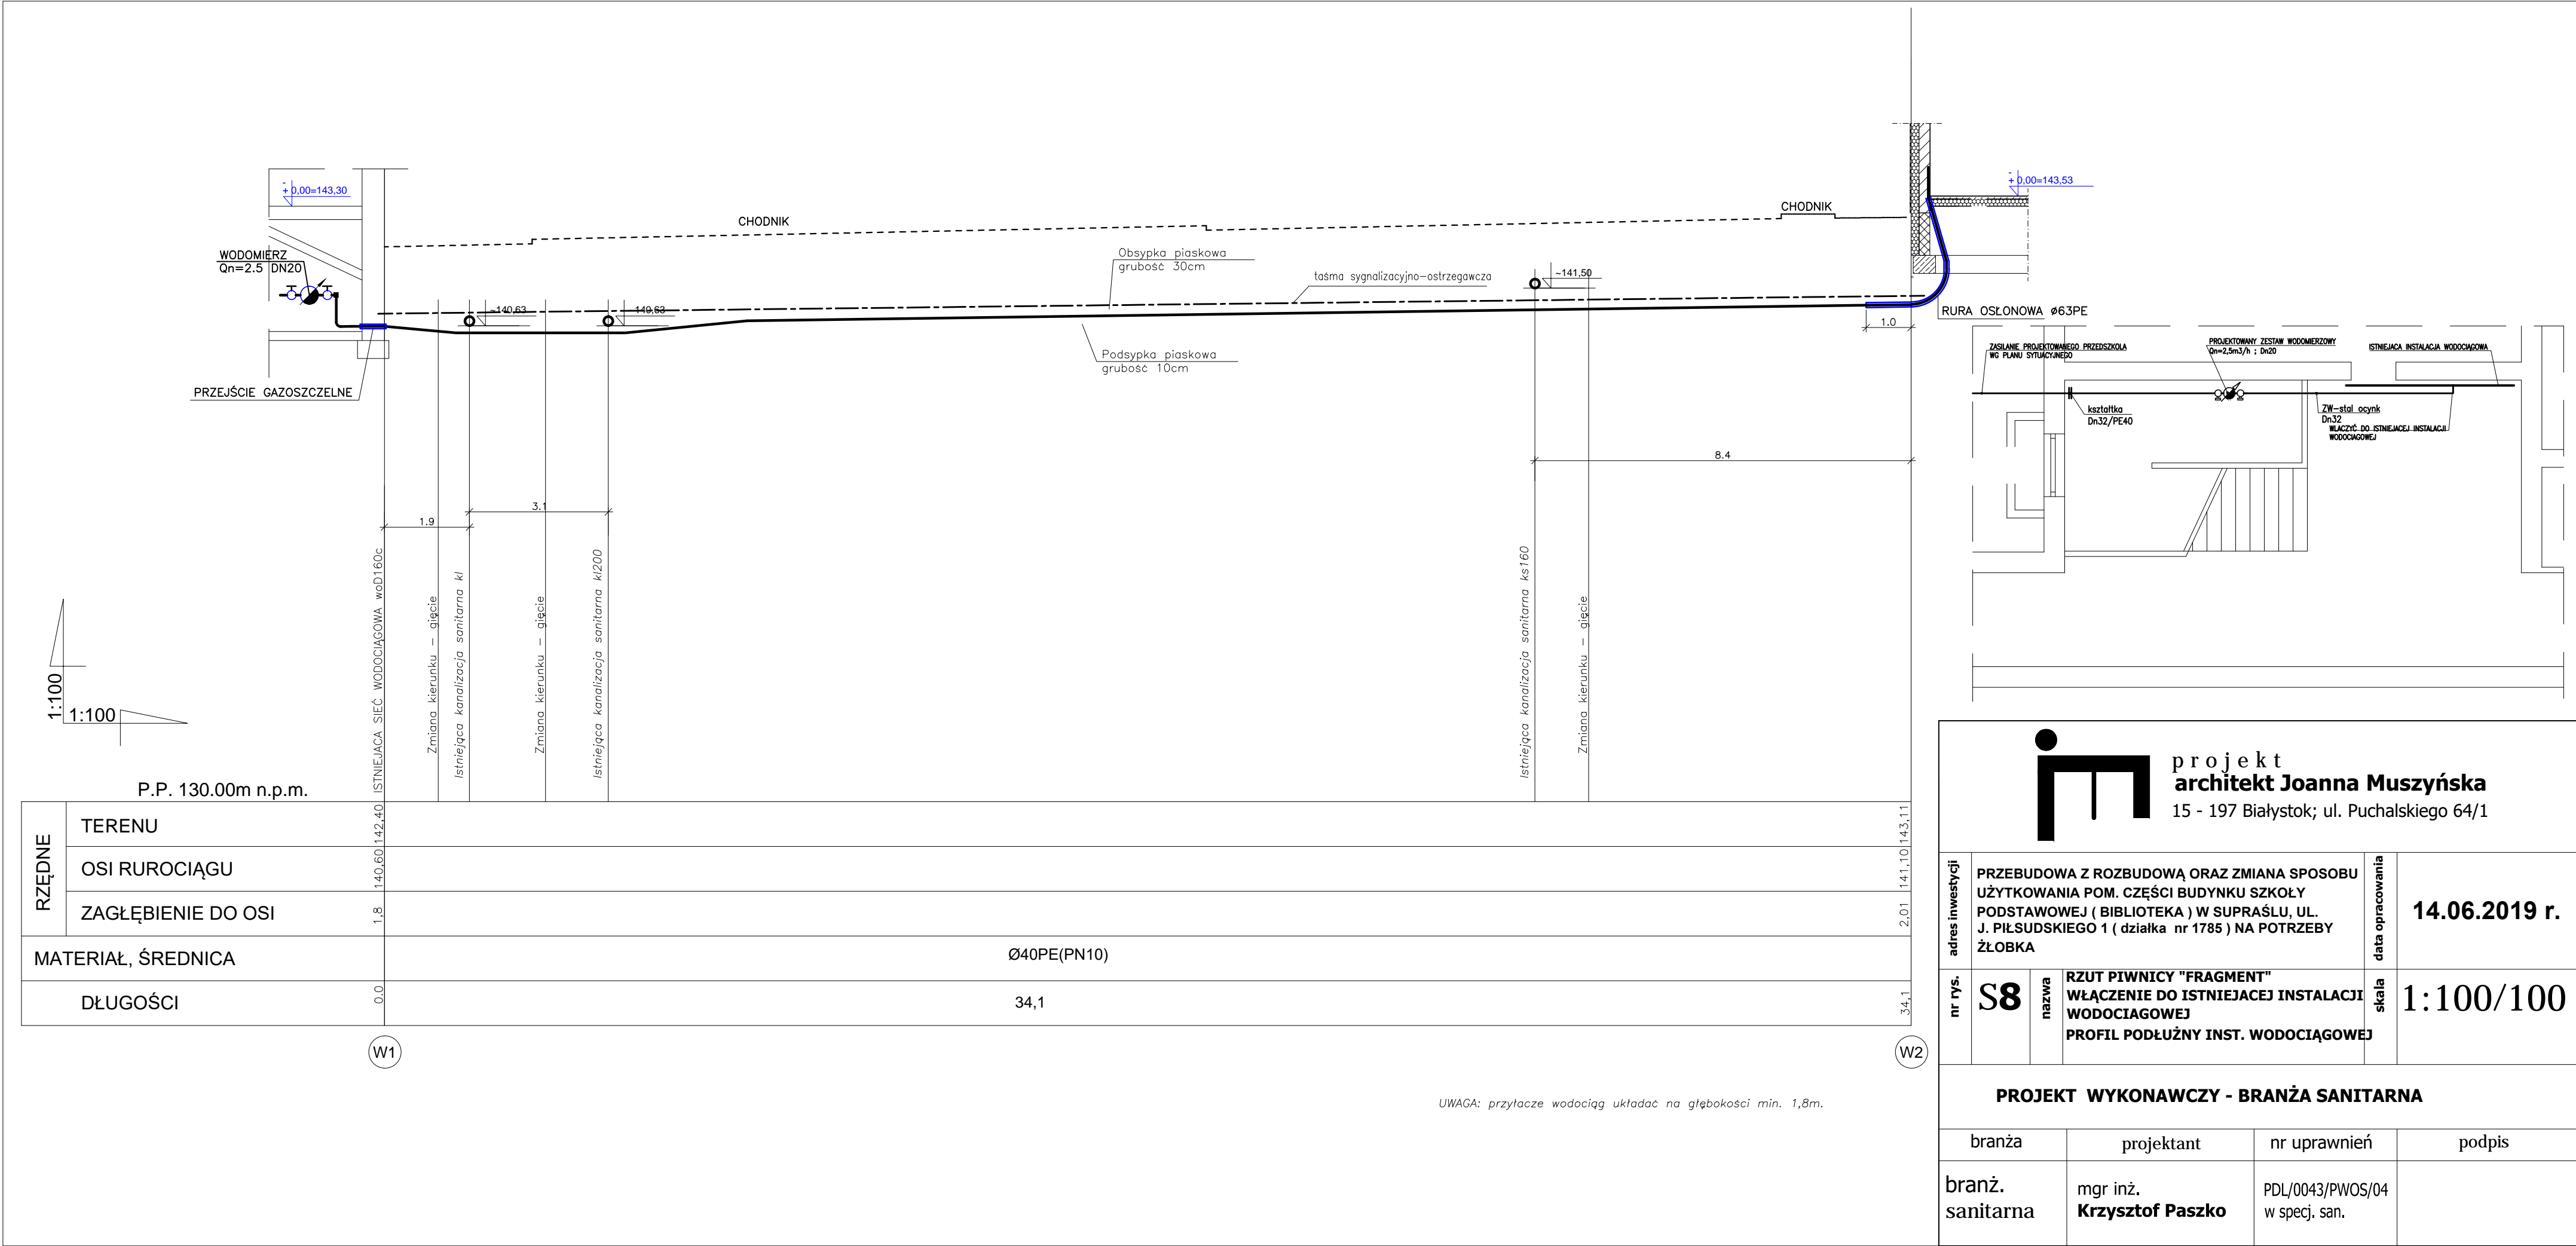 + 0,00=143,30
+ 0,00=143,53
CHODNIK
CHODNIK
WODOMIERZ
Qn=2.5 DN20
Obsypka piaskowa
grubość 30cm
taśma sygnalizacyjno-ostrzegawcza
~141,50
~140,63
~140,63
1.0
RURA OSŁONOWA ø63PE
Podsypka piaskowa
grubość 10cm
PRZEJŚCIE GAZOSZCZELNE
ZASILANIE PROJEKTOWANEGO PRZEDSZKOLA
WG PLANU SYTUACYJNEGO
PROJEKTOWANY ZESTAW WODOMIERZOWY
Qn=2,5m3/h ; Dn20
ISTNIEJACA INSTALACJA WODOCIĄGOWA
kształtka
Dn32/PE40
ZW-stal ocynk
Dn32
WLACZYĆ DO ISTNIEJACEJ INSTALACJI
WODOCIAGOWEJ
8.4
3.1
1.9
ISTNIEJACA SIEĆ WODOCIĄGOWA woD160c
Zmiana kierunku - gięcie
Istniejąca kanalizacja sanitarna kl
Zmiana kierunku - gięcie
Istniejąca kanalizacja sanitarna kl200
Istniejąca kanalizacja sanitarna ks160
Zmiana kierunku - gięcie
1:100
1:100
P.P. 130.00m n.p.m.
RZĘDNE
TERENU
142,40
143,11
OSI RUROCIĄGU
140,60
141,10
ZAGŁĘBIENIE DO OSI
1,8
2,01
MATERIAŁ, ŚREDNICA
Ø40PE(PN10)
DŁUGOŚCI
0.0
34,1
34,1
W1
W2
UWAGA: przyłacze wodociąg układać na głębokości min. 1,8m.
projekt
architekt Joanna Muszyńska
15 - 197 Białystok; ul. Puchalskiego 64/1
adres inwestycji
PRZEBUDOWA Z ROZBUDOWĄ ORAZ ZMIANA SPOSOBU
UŻYTKOWANIA POM. CZĘŚCI BUDYNKU SZKOŁY
PODSTAWOWEJ ( BIBLIOTEKA ) W SUPRAŚLU, UL.
J. PIŁSUDSKIEGO 1 ( działka nr 1785 ) NA POTRZEBY
ŻŁOBKA
data opracowania
14.06.2019 r.
nr rys.
S8
nazwa
RZUT PIWNICY "FRAGMENT"
WŁĄCZENIE DO ISTNIEJACEJ INSTALACJI
WODOCIAGOWEJ
PROFIL PODŁUŻNY INST. WODOCIĄGOWEJ
skala
1:100/100
PROJEKT WYKONAWCZY - BRANŻA SANITARNA
branża
projektant
nr uprawnień
podpis
branż.
sanitarna
mgr inż.
Krzysztof Paszko
PDL/0043/PWOS/04
w specj. san.